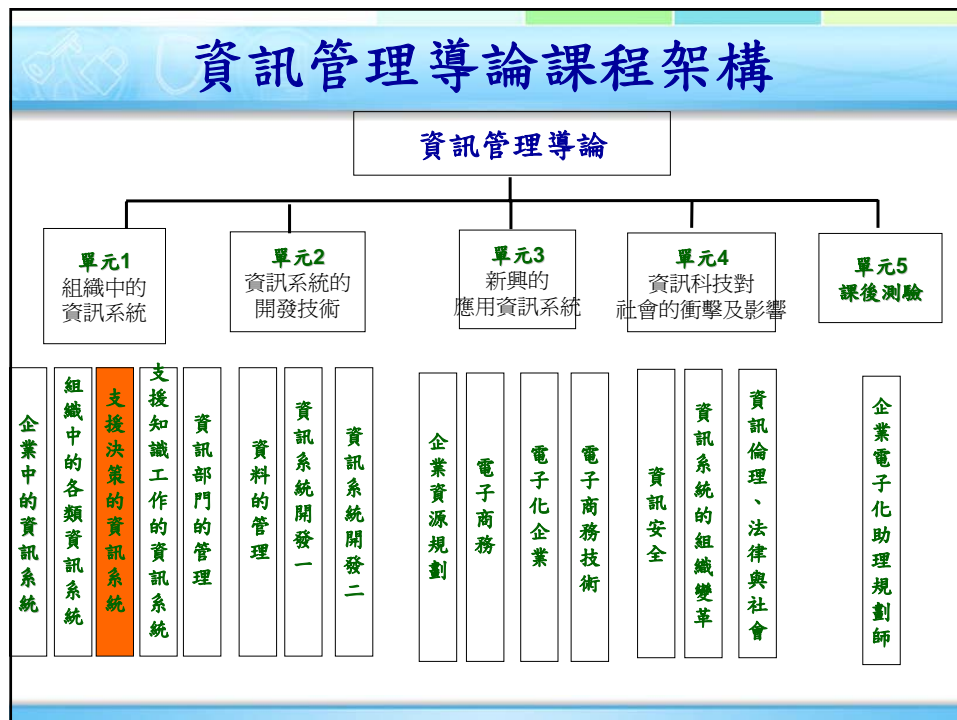 資訊管理導論課程架構
資訊管理導論
單元1
組織中的
資訊系統
單元2
資訊系統的
開發技術
單元3
新興的
應用資訊系統
單元4
資訊科技對
社會的衝擊及影響
單元5
課後測驗
企業中的資訊系統
組織中的各類資訊系統
支援決策的資訊系統
支援知識工作的資訊系統
資訊部門的管理
資料的管理
資訊系統開發一
資訊系統開發二
企業資源規劃
電子商務
電子化企業
電子商務技術
資訊安全
資訊系統的組織變革
資訊倫理、法律與社會
企業電子化助理規劃師